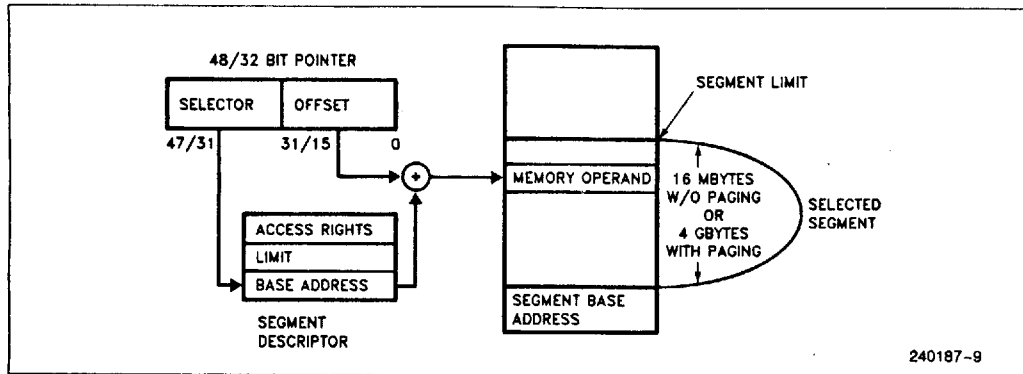 48/32 BIT POINTER
SELECTOR
OFFSET
47/31
31/15
0
+
ACCESS RIGHTS
LIMIT
BASE ADDRESS
SEGMENT
DESCRIPTOR
MEMORY OPERAND
SEGMENT BASE
ADDRESS
SEGMENT LIMIT
16 MBYTES
W/O PAGING
OR
4 GBYTES
WITH PAGING
SELECTED
SEGMENT
240187-9